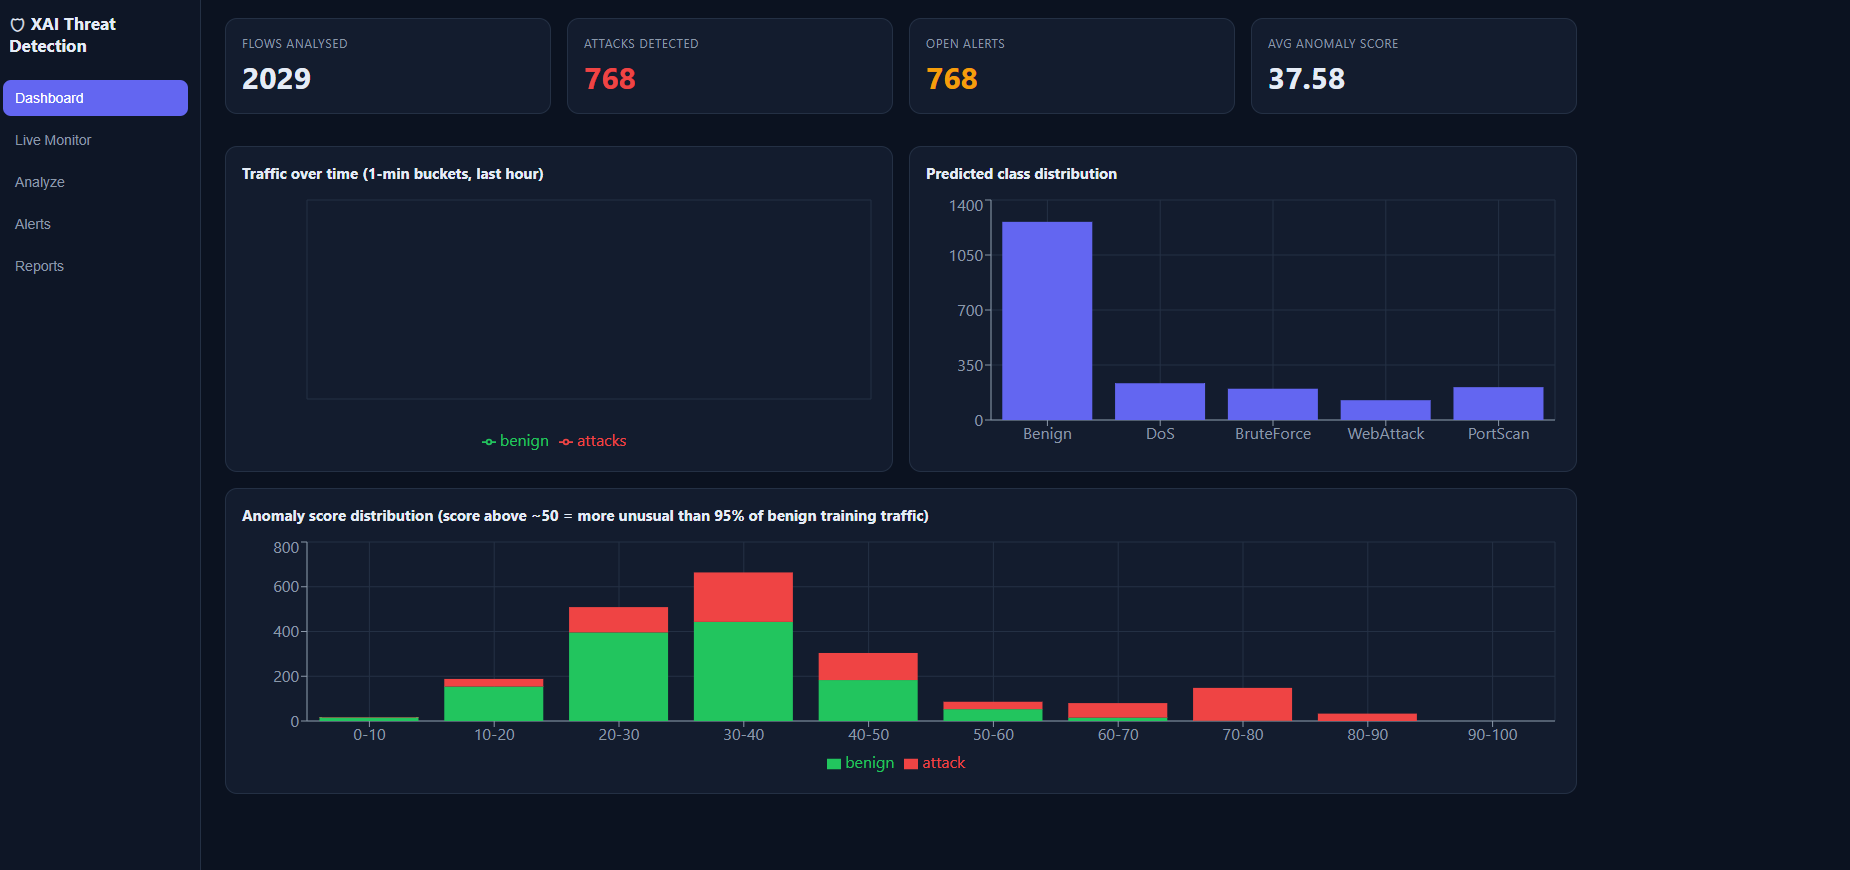 XAI Threat
Detection
Dashboard
Live Monitor
Analyze
Alerts
Reports
FLOWS ANALYSED
2029
ATTACKS DETECTED
768
OPEN ALERTS
768
AVG ANOMALY SCORE
37.58
Traffic over time (1-min buckets, last hour)
benign attacks
Predicted class distribution
1400
1050
700
350
0
Benign DoS BruteForce WebAttack PortScan
Anomaly score distribution (score above ~50 = more unusual than 95% of benign training traffic)
800
600
400
200
0
0-10 10-20 20-30 30-40 40-50 50-60 60-70 70-80 80-90 90-100
benign attack